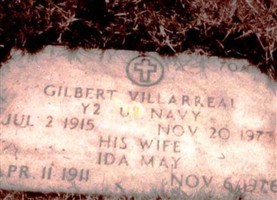 GILBERT VILLARREAL
Y2 US NAVY
JUL 2 1915 NOV 20 1973
HIS WIFE
IDA MAY
APR 11 1911 NOV 6